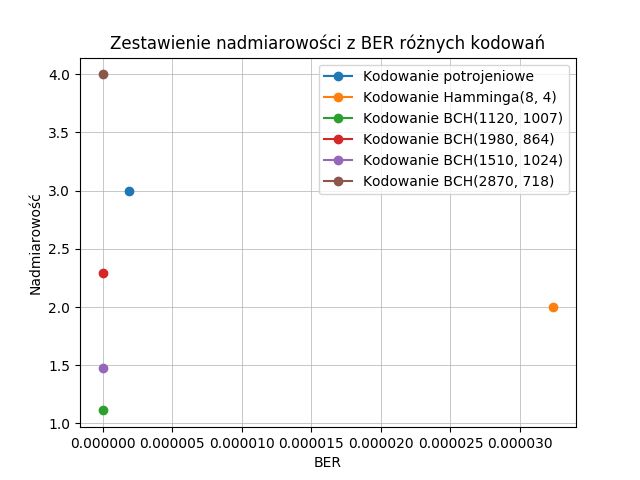 Zestawienie nadmiarowości z BER różnych kodowań
Kodowanie potrojeniowe
Kodowanie Hamminga(8, 4)
Kodowanie BCH(1120, 1007)
Kodowanie BCH(1980, 864)
Kodowanie BCH(1510, 1024)
Kodowanie BCH(2870, 718)
Nadmiarowość
4.0
3.5
3.0
2.5
2.0
1.5
1.0
0.000000 0.000005 0.000010 0.000015 0.000020 0.000025 0.000030
BER